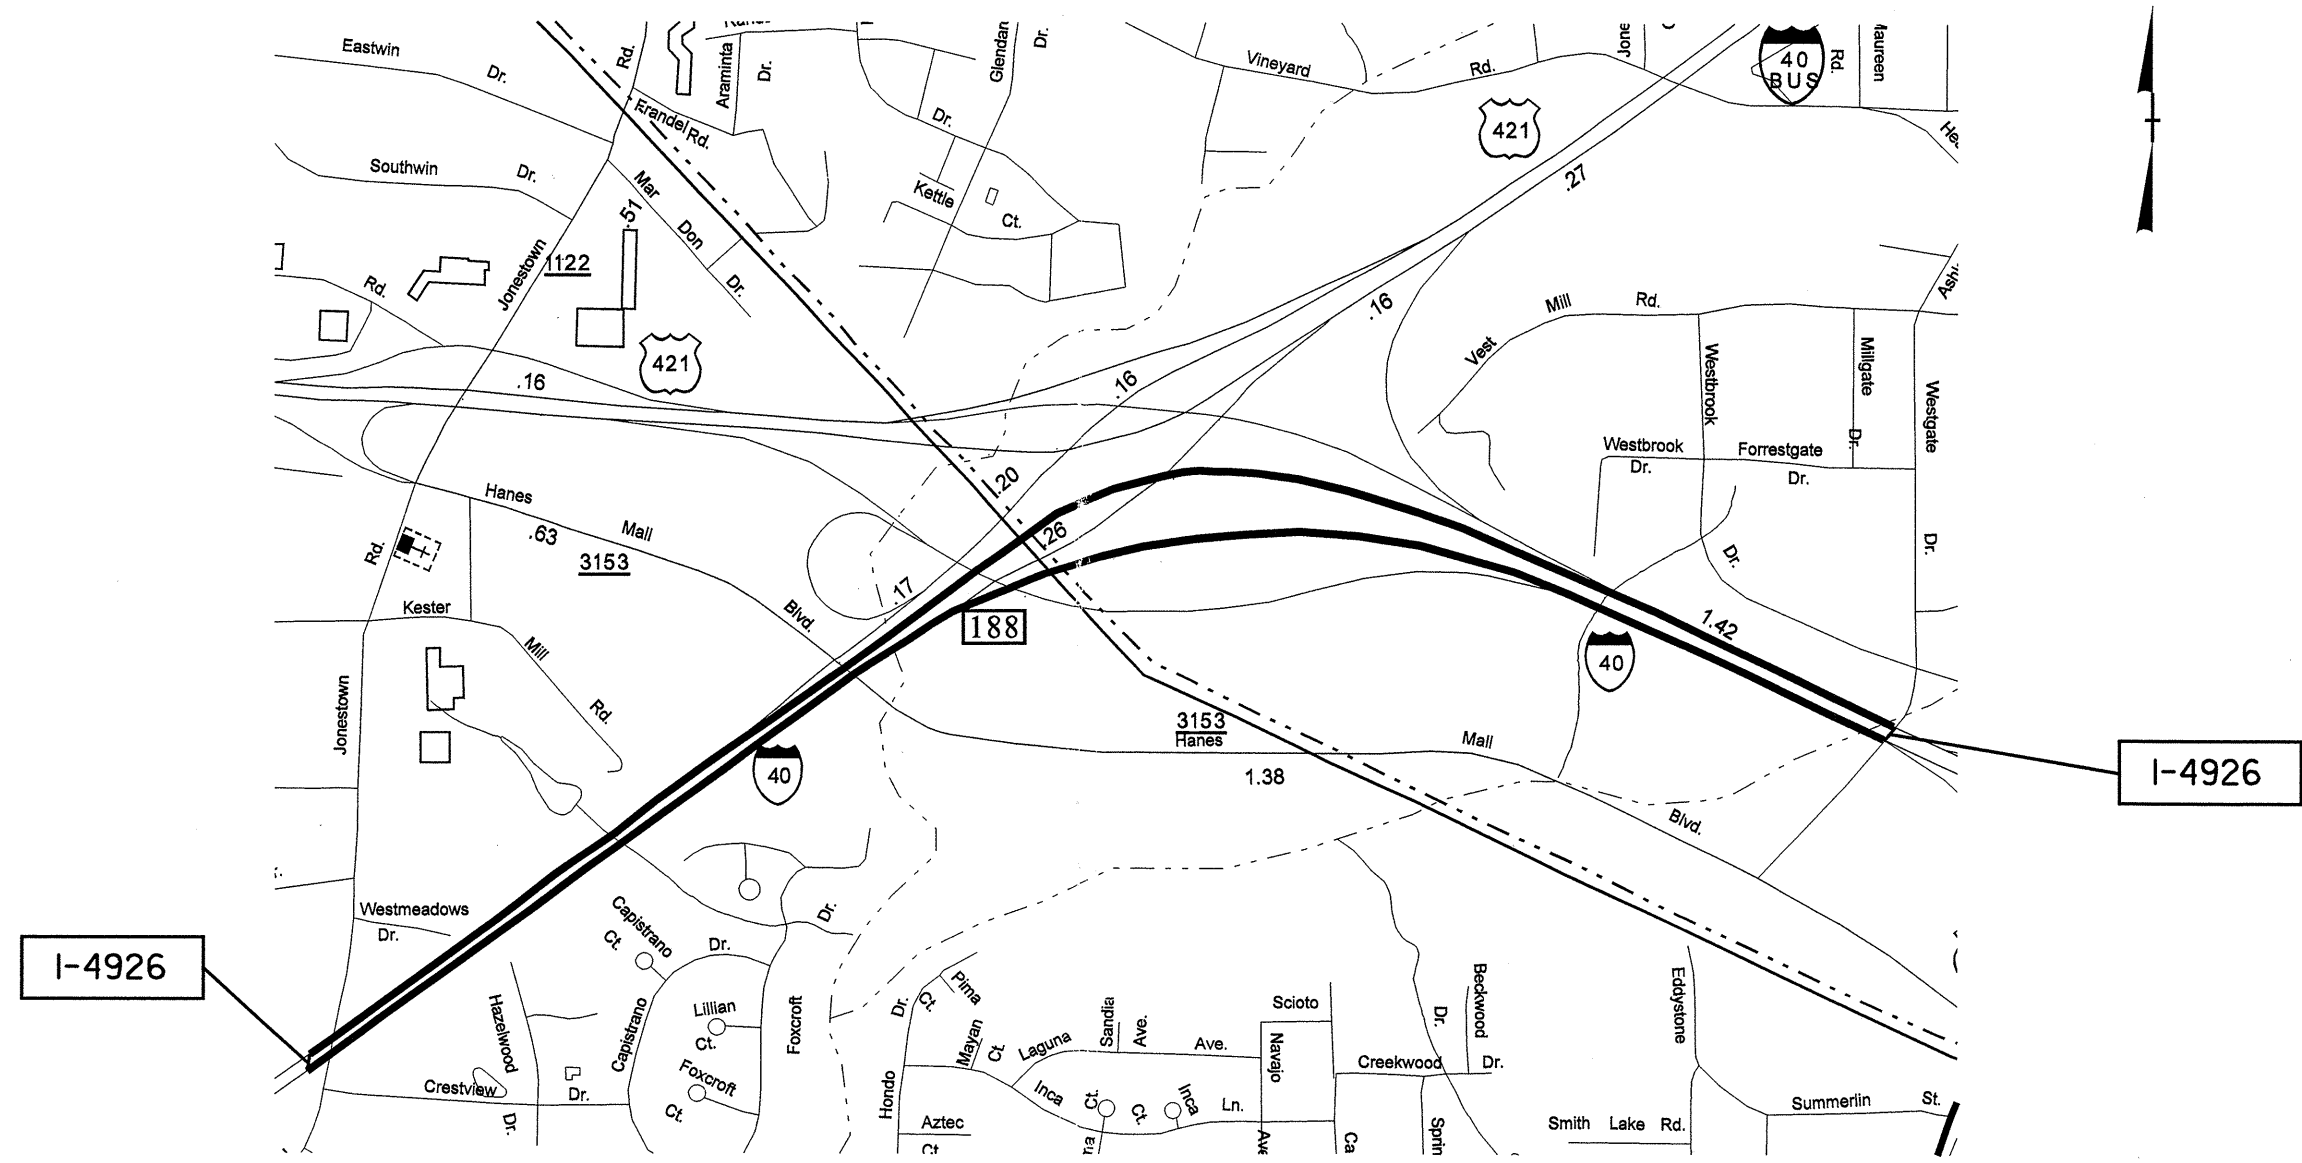 Eastwin
Dr.
Rd.
Araminta
Dr.
Glendan
Dr.
Vineyard
Rd.
40
BUS
Rd.
Maureen
Erandel
Rd.
Dr.
421
Southwin
Dr.
Mar
Don
Dr.
.51
Kettle
Ct.
.27
Jonestown
1122
Rd.
421
.16
.16
.16
Vest
Mill
Rd.
Westbrook
Millgate
Dr.
Westgate
Dr.
Westbrook
Dr.
Forrestgate
Dr.
Dr.
Hanes
Mall
.63
3153
Blvd.
.20
.26
.17
188
Rd.
Kester
Mill
Rd.
Jonestown
1.42
40
40
3153
Hanes
Mall
1.38
Blvd.
I-4926
Westmeadows
Dr.
I-4926
Capistrano
Ct.
Dr.
Dr.
Capistrano
Lillian
Ct.
Foxcroft
Foxcroft
Ct.
Hazelwood
Dr.
Crestview
Dr.
Pima
Ct.
Dr.
Hondo
Mayan
Ct.
Laguna
Sandia
Ave.
Ave.
Scioto
Navajo
Ave
Inca
Ct.
Ct.
Inca
Ln.
Aztec
Ct.
Creekwood
Dr.
Dr.
Beckwood
Eddystone
Smith Lake Rd.
Summerlin
St.